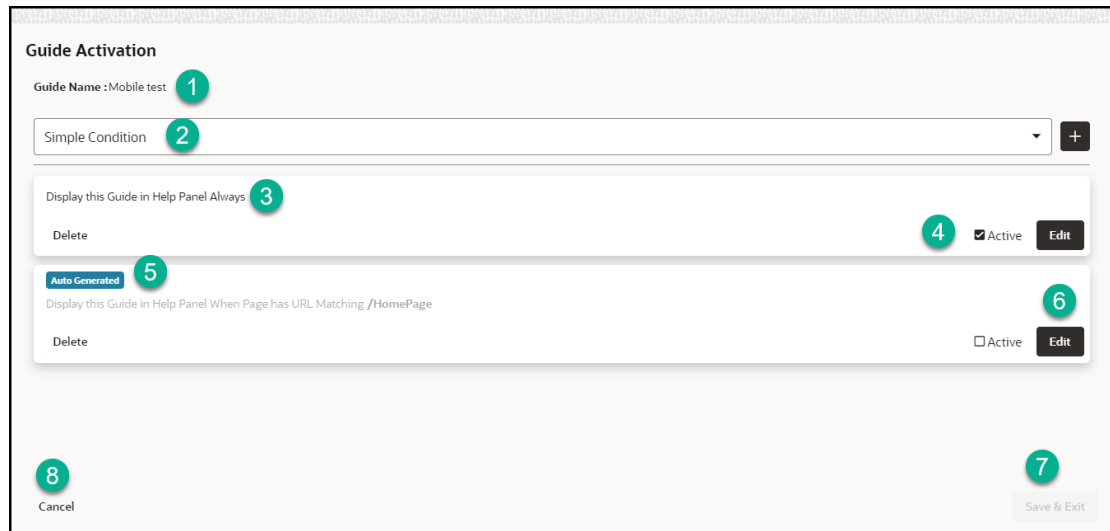 Guide Activation
Guide Name : Mobile test 1
Simple Condition 2 +
Display this Guide in Help Panel Always 3
Delete 4 Active Edit
Auto Generated 5
Display this Guide in Help Panel When Page has URL Matching /HomePage 6
Delete Active Edit
8 7
Cancel Save & Exit